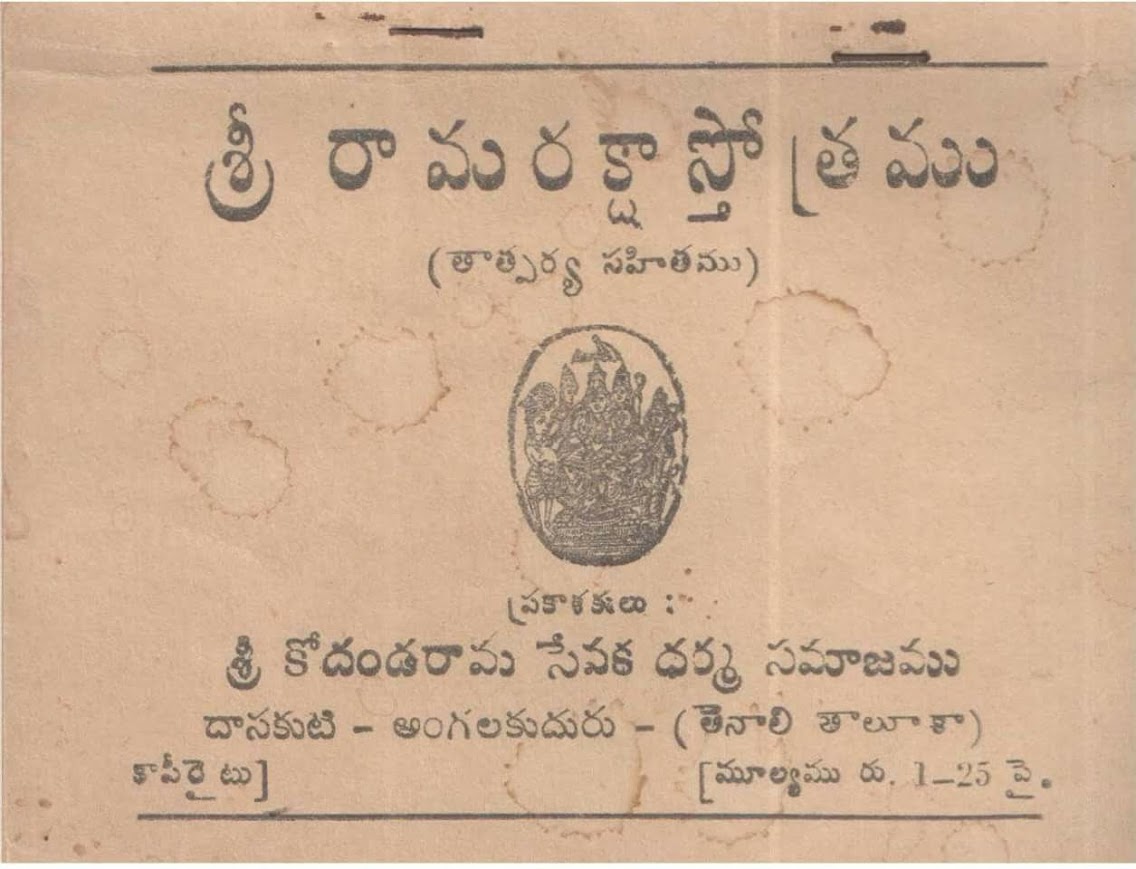 శ్రీ రామరక్షాస్తోత్రము
(తాత్పర్య సహితము)
ప్రకాశకులు :
శ్రీ కోదండరామ సేవక ధర్మ సమాజము
దాసకుటి - అంగలకుదురు - (తెనాలి తాలూకా)
కాపీరైటు] [మూల్యము రు. 1-25 పై.